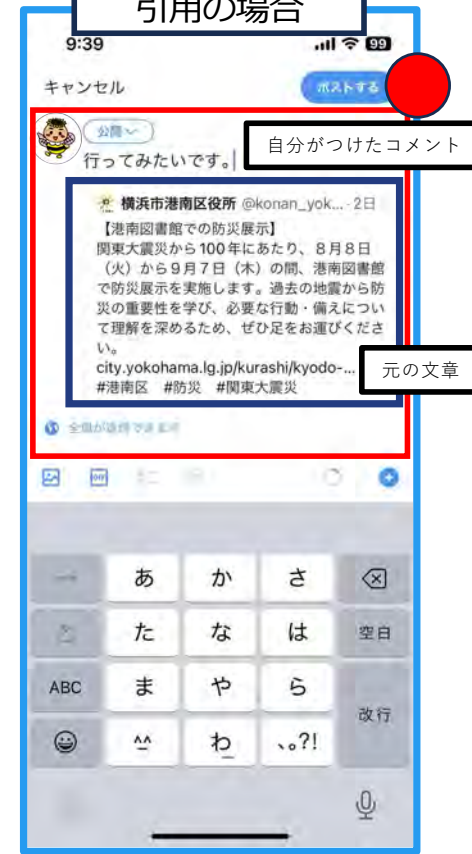 引用の場合
9:39
99
キャンセル
ポストする
公開
自分がつけたコメント
行ってみたいです。
横浜市港南区役所 @konan_yok... · 2日
【港南図書館での防災展示】
関東大震災から100年にあたり、8月8日
（火）から9月7日（木）の間、港南図書館
で防災展示を実施します。過去の地震から防
災の重要性を学び、必要な行動・備えについ
て理解を深めるため、ぜひ足をお運びくださ
い。
city.yokohama.lg.jp/kurashi/kyodo-...
元の文章
#港南区 #防災 #関東大震災
全員が返信できます
GIF
あ か さ
た な は 空白
ABC ま や ら
改行
^^ わ 、。?!